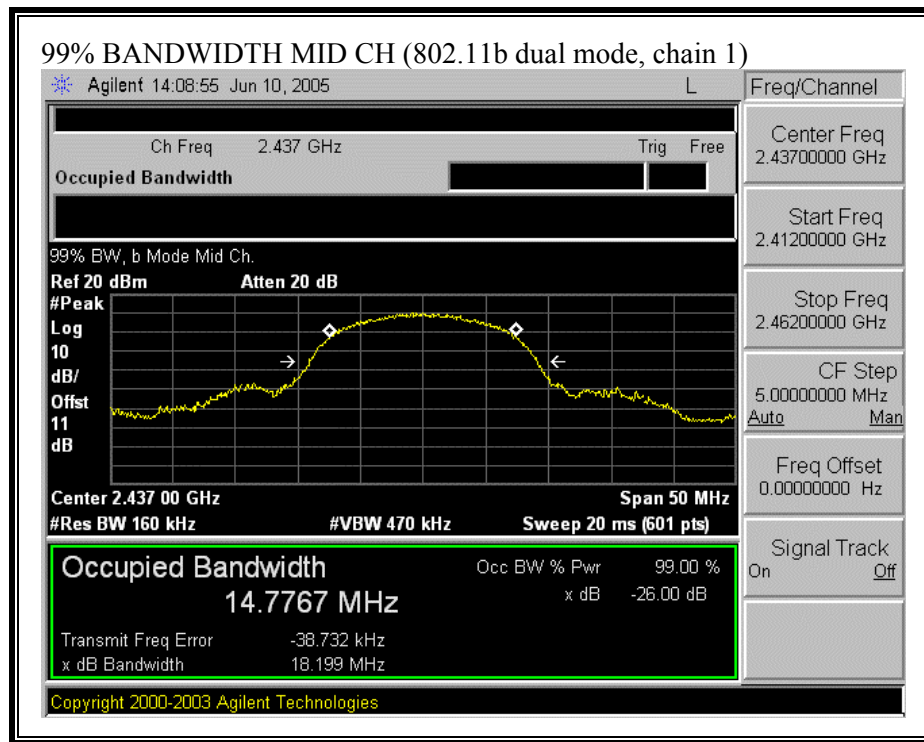 99% BANDWIDTH MID CH (802.11b dual mode, chain 1)
Agilent 14:08:55 Jun 10, 2005 L
Freq/Channel
Ch Freq 2.437 GHz Trig Free
Occupied Bandwidth
Center Freq
2.43700000 GHz
Start Freq
2.41200000 GHz
Stop Freq
2.46200000 GHz
CF Step
5.00000000 MHz
Auto Man
Freq Offset
0.00000000 Hz
Signal Track
On Off
99% BW, b Mode Mid Ch.
Ref 20 dBm Atten 20 dB
#Peak
Log
10
dB/
Offst
11
dB
Center 2.437 00 GHz Span 50 MHz
#Res BW 160 kHz #VBW 470 kHz Sweep 20 ms (601 pts)
Occupied Bandwidth Occ BW % Pwr 99.00 %
14.7767 MHz x dB -26.00 dB
Transmit Freq Error -38.732 kHz
x dB Bandwidth 18.199 MHz
Copyright 2000-2003 Agilent Technologies